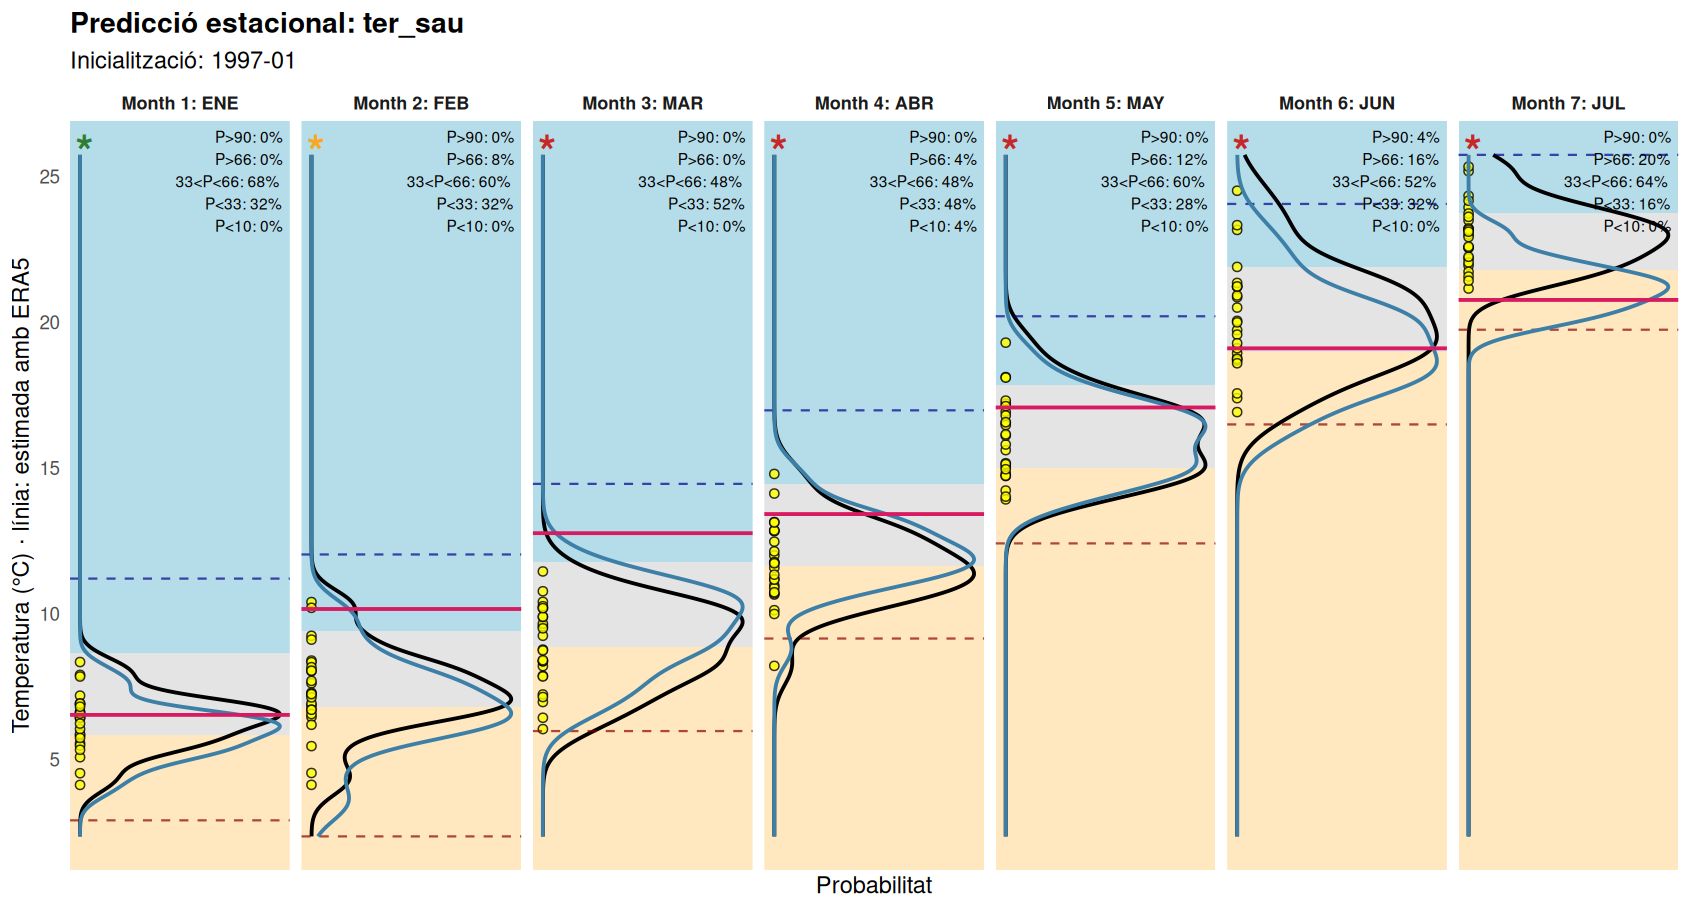 Predicció estacional: ter_sau
Inicialització: 1997-01
Month 1: ENE
P>90: 0%
P>66: 0%
33<P<66: 68%
P<33: 32%
P<10: 0%
Month 2: FEB
P>90: 0%
P>66: 8%
33<P<66: 60%
P<33: 32%
P<10: 0%
Month 3: MAR
P>90: 0%
P>66: 0%
33<P<66: 48%
P<33: 52%
P<10: 0%
Month 4: ABR
P>90: 0%
P>66: 4%
33<P<66: 48%
P<33: 48%
P<10: 4%
Month 5: MAY
P>90: 0%
P>66: 12%
33<P<66: 60%
P<33: 28%
P<10: 0%
Month 6: JUN
P>90: 4%
P>66: 16%
33<P<66: 52%
P<33: 32%
P<10: 0%
Month 7: JUL
P>90: 0%
P>66: 20%
33<P<66: 64%
P<33: 16%
P<10: 0%
25
20
15
10
5
Temperatura (°C) · línia: estimada amb ERA5
Probabilitat